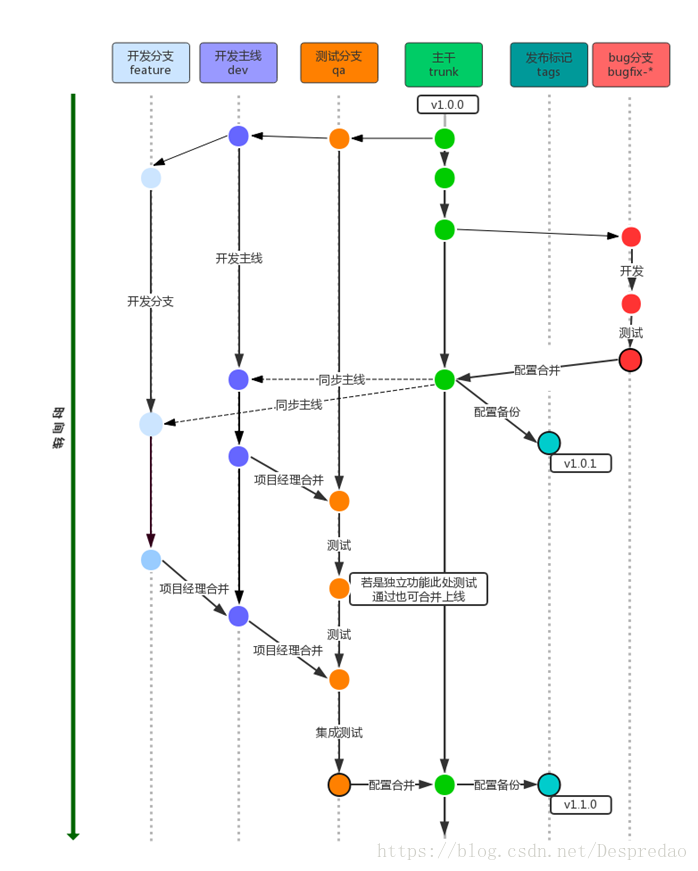 开发分支
feature
开发主线
dev
测试分支
qa
主干
trunk
发布标记
tags
bug分支
bugfix-*
v1.0.0
开发主线
开发
开发分支
测试
配置合并
同步主线
同步主线
配置备份
时间轴
v1.0.1
项目经理合并
测试
若是独立功能此处测试
通过也可合并上线
项目经理合并
测试
项目经理合并
集成测试
配置合并
配置备份
v1.1.0
https://blog.csdn.net/Despredao